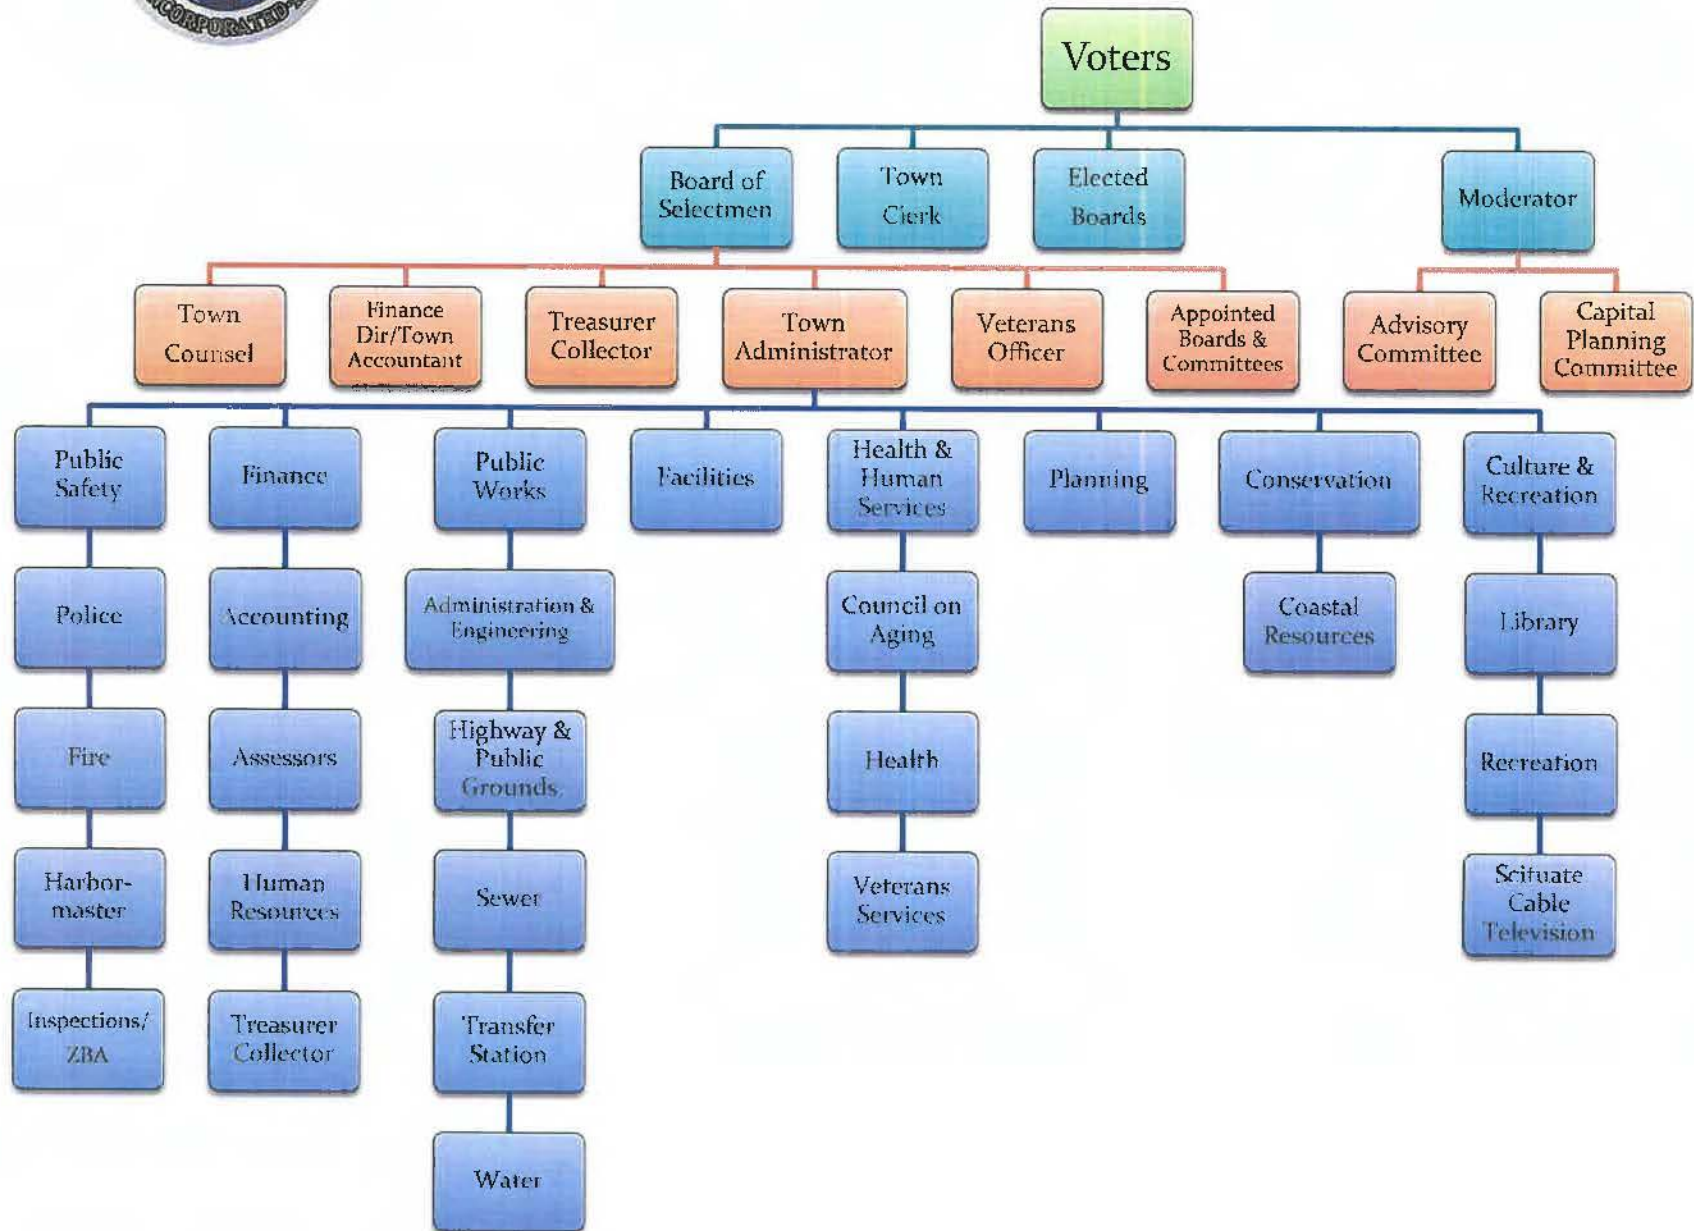 INCORPORATED
Voters
Board of
Selectmen
Town
Clerk
Elected
Boards
Moderator
Town
Counsel
Finance
Dir/Town
Accountant
Treasurer
Collector
Town
Administrator
Veterans
Officer
Appointed
Boards &
Committees
Advisory
Committee
Capital
Planning
Committee
Public
Safety
Finance
Public
Works
Facilities
Health &
Human
Services
Planning
Conservation
Culture &
Recreation
Police
Accounting
Administration &
Engineering
Council on
Aging
Coastal
Resources
Library
Fire
Assessors
Highway &
Public
Grounds
Health
Recreation
Harbor-
master
Human
Resources
Sewer
Veterans
Services
Scituate
Cable
Television
Inspections/
ZBA
Treasurer
Collector
Transfer
Station
Water